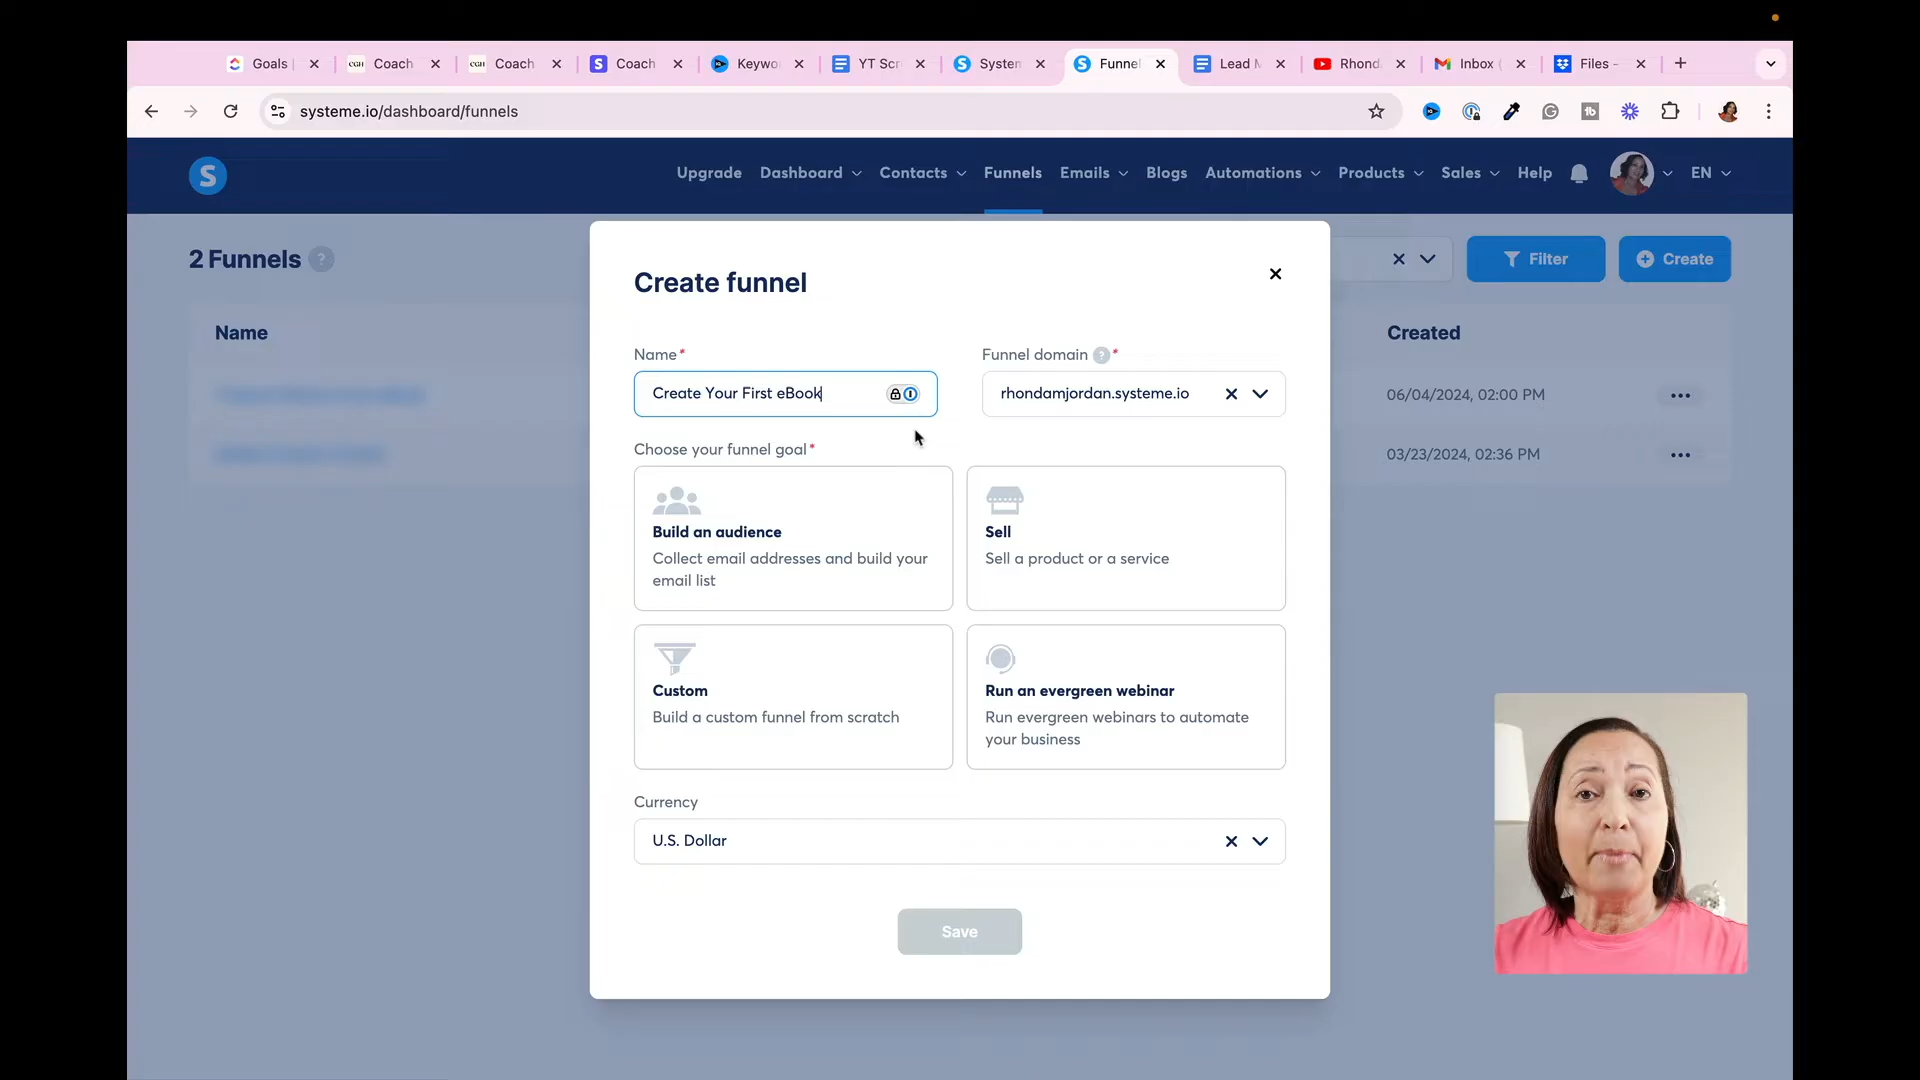 Goals
Coach
Coach
Coach
Keywo
YT Scr
System
Funnel
Lead M
Rhond
Inbox (
Files -
systeme.io/dashboard/funnels
S
Upgrade
Dashboard
Contacts
Funnels
Emails
Blogs
Automations
Products
Sales
Help
EN
2 Funnels ?
Filter
Create
Name
Created
06/04/2024, 02:00 PM
03/23/2024, 02:36 PM
Create funnel
Name*
Funnel domain ? *
Create Your First eBook
rhondamjordan.systeme.io
Choose your funnel goal*
Build an audience
Collect email addresses and build your
email list
Sell
Sell a product or a service
Custom
Build a custom funnel from scratch
Run an evergreen webinar
Run evergreen webinars to automate
your business
Currency
U.S. Dollar
Save